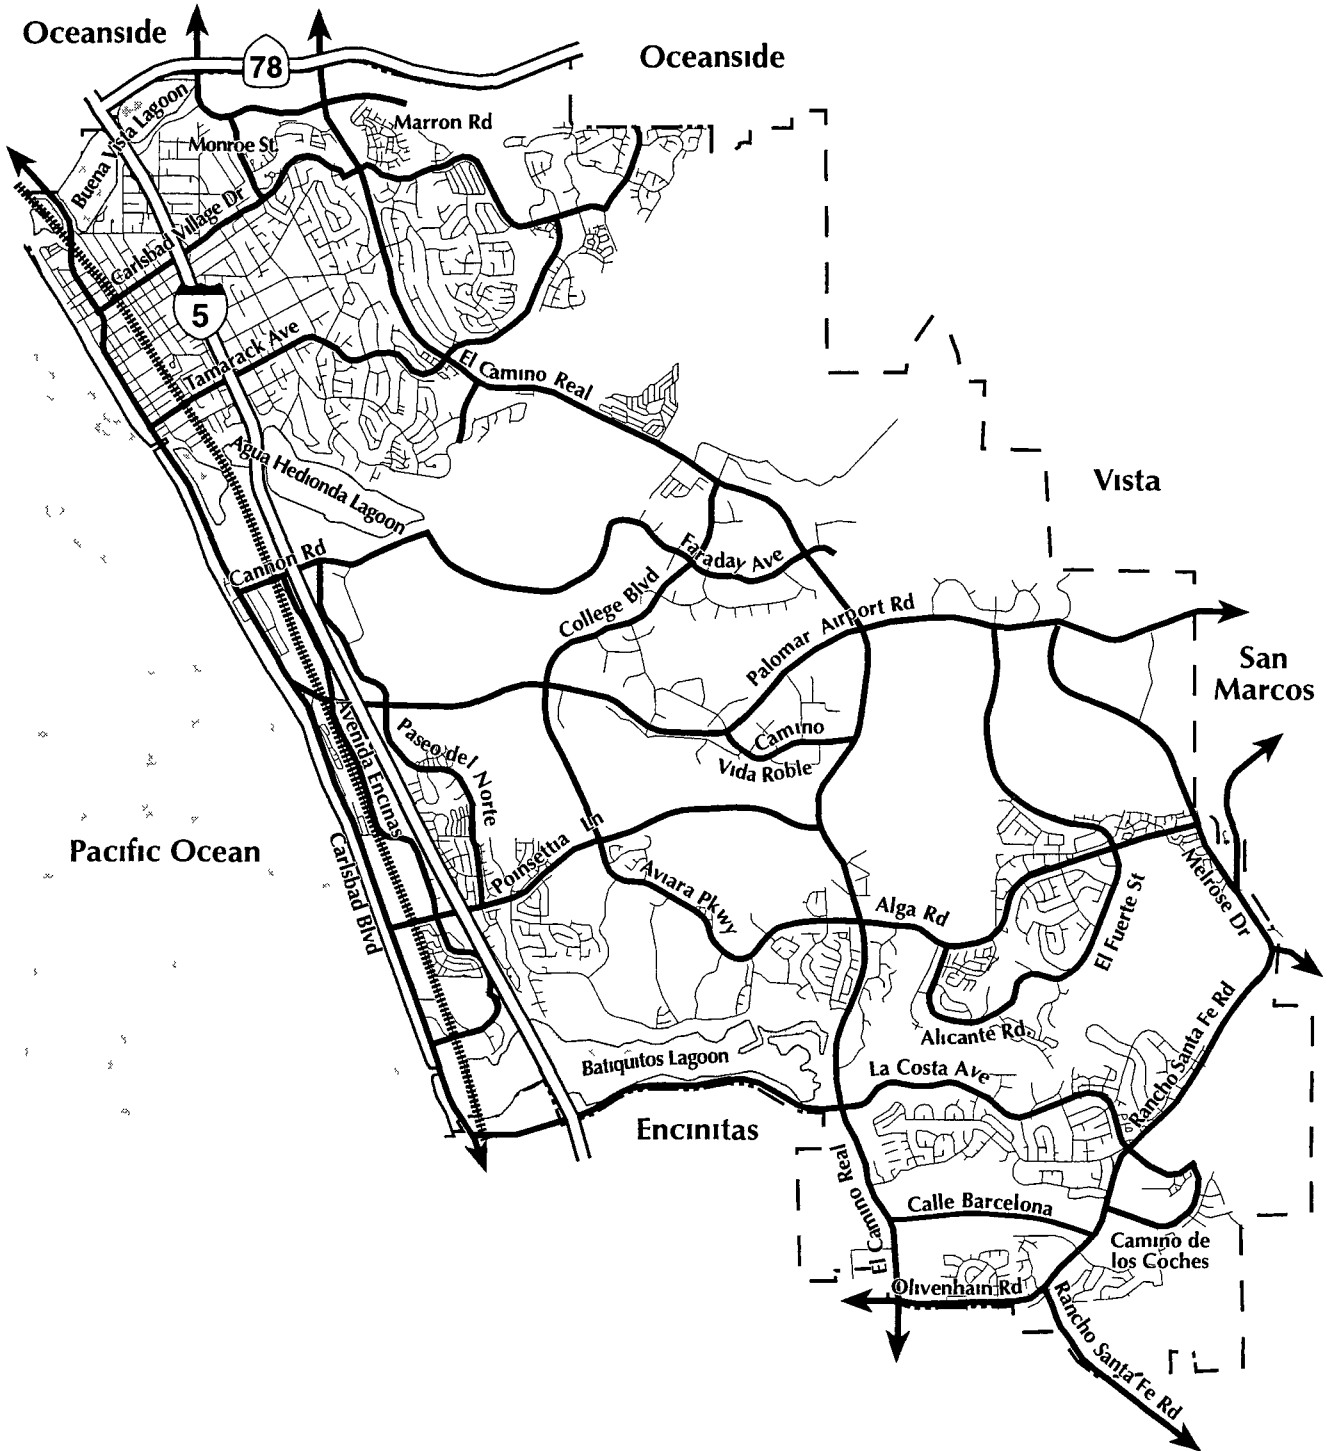 Oceanside
78
Oceanside
Buena Vista Lagoon
Marron Rd
Monroe St.
Carlsbad Village Dr
5
Tamarack Ave
El Camino Real
Agua Hedionda Lagoon
Vista
Cannon Rd
Faraday Ave
College Blvd
Palomar Airport Rd
San
Marcos
Avenida Encinas
Paseo del Norte
Camino
Vida Roble
Pacific Ocean
Carlsbad Blvd
Poinsettia Ln
Aviara Pkwy
Alga Rd
El Fuerte St
Melrose Dr
Alicante Rd.
Rancho Santa Fe Rd
Batiquitos Lagoon
La Costa Ave
Encinitas
El Camino Real
Calle Barcelona
Camino de
los Coches
Olivenhain Rd
Rancho Santa Fe Rd